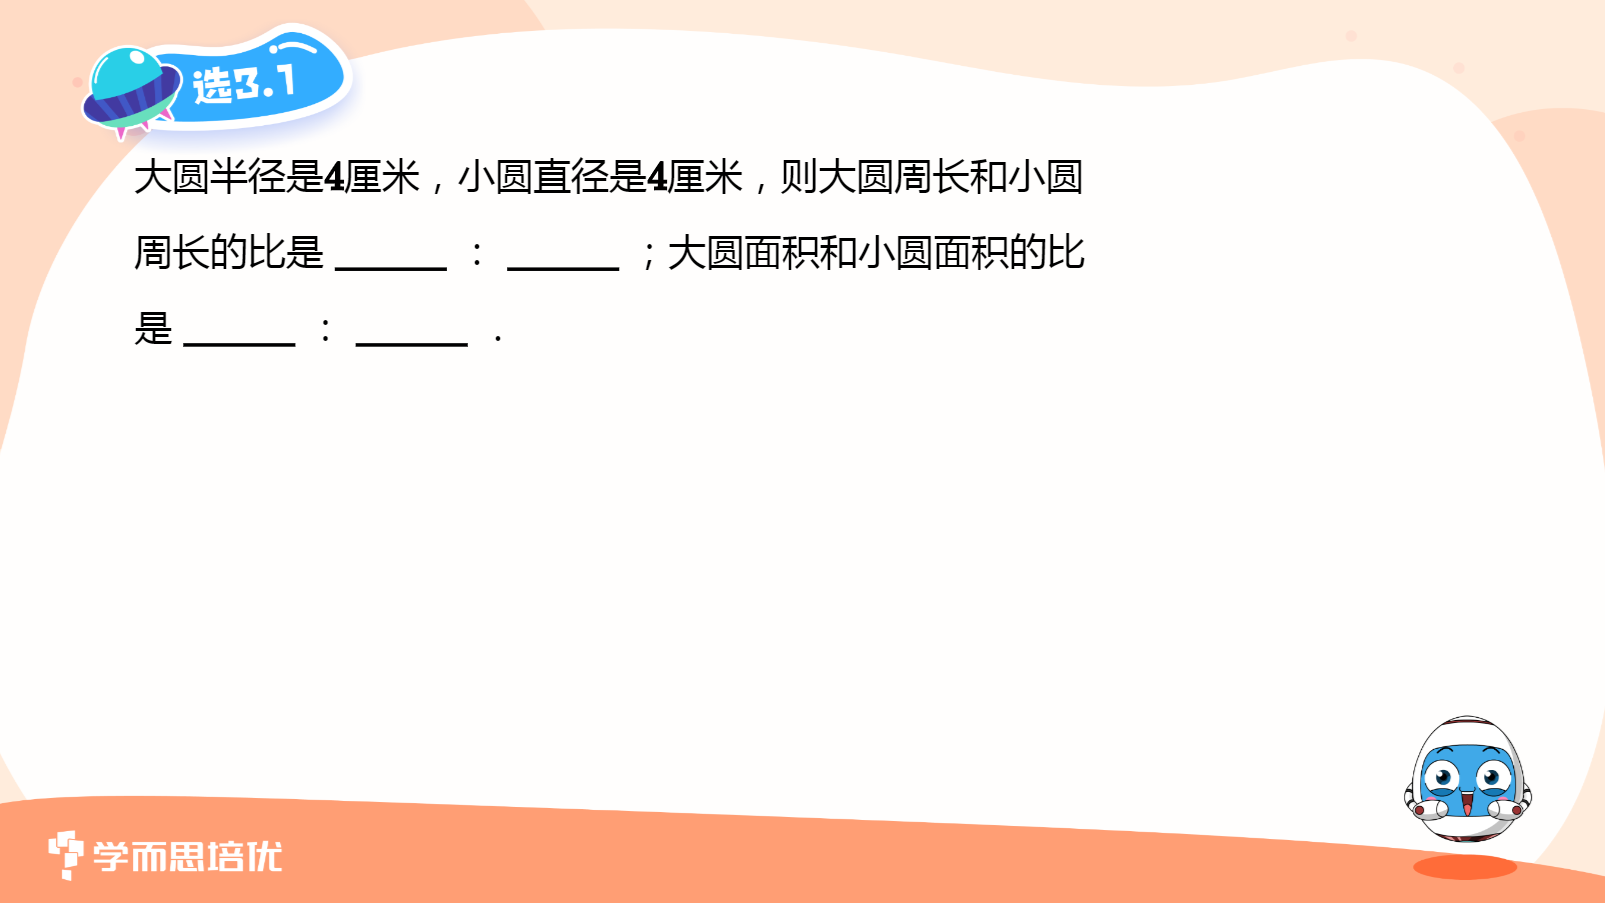 选3.1
大圆半径是4厘米，小圆直径是4厘米，则大圆周长和小圆
周长的比是 ______ ： ______ ；大圆面积和小圆面积的比
是 ______ ： ______ ．
学而思培优